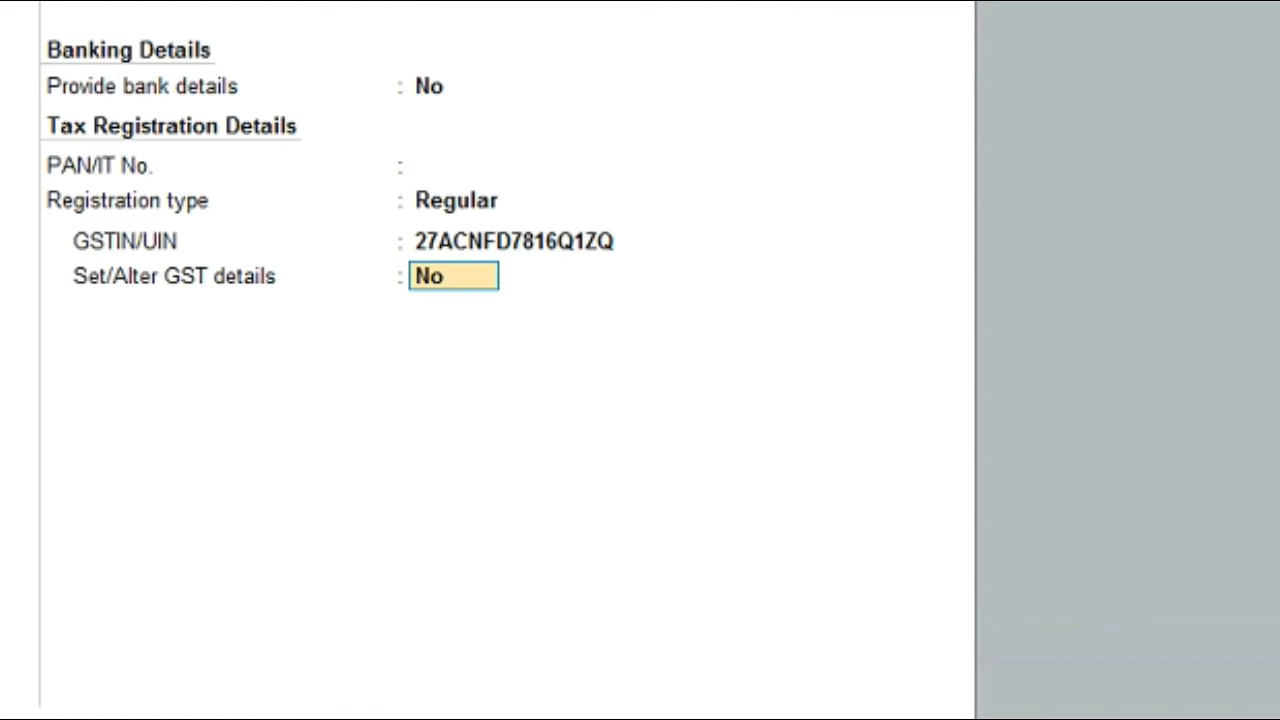 Banking Details
Provide bank details : No
Tax Registration Details
PAN/IT No. :
Registration type : Regular
GSTIN/UIN : 27ACNFD7816Q1ZQ
Set/Alter GST details : No